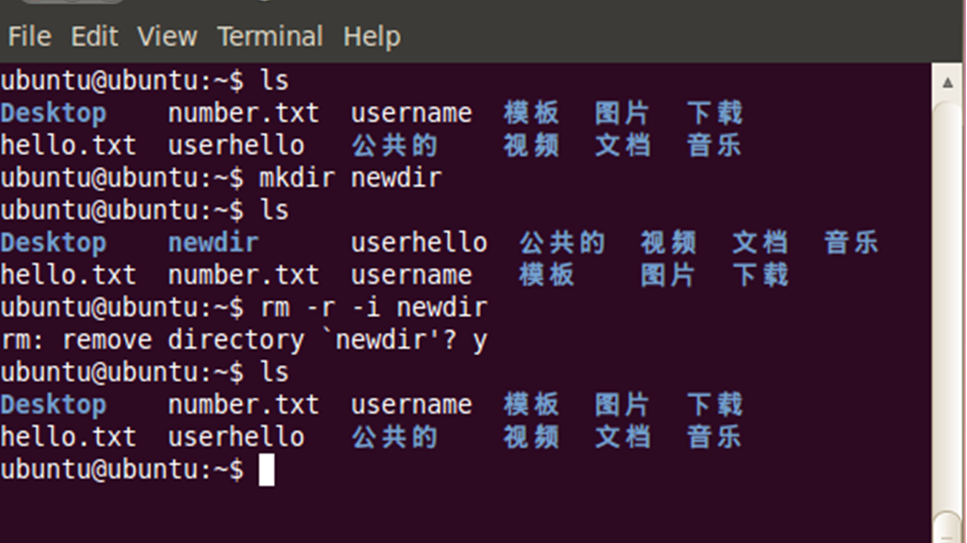 File Edit View Terminal Help
ubuntu@ubuntu:~$ ls
Desktop number.txt username 模板 图片 下载
hello.txt userhello 公共的 视频 文档 音乐
ubuntu@ubuntu:~$ mkdir newdir
ubuntu@ubuntu:~$ ls
Desktop newdir userhello 公共的 视频 文档 音乐
hello.txt number.txt username 模板 图片 下载
ubuntu@ubuntu:~$ rm -r -i newdir
rm: remove directory `newdir'? y
ubuntu@ubuntu:~$ ls
Desktop number.txt username 模板 图片 下载
hello.txt userhello 公共的 视频 文档 音乐
ubuntu@ubuntu:~$